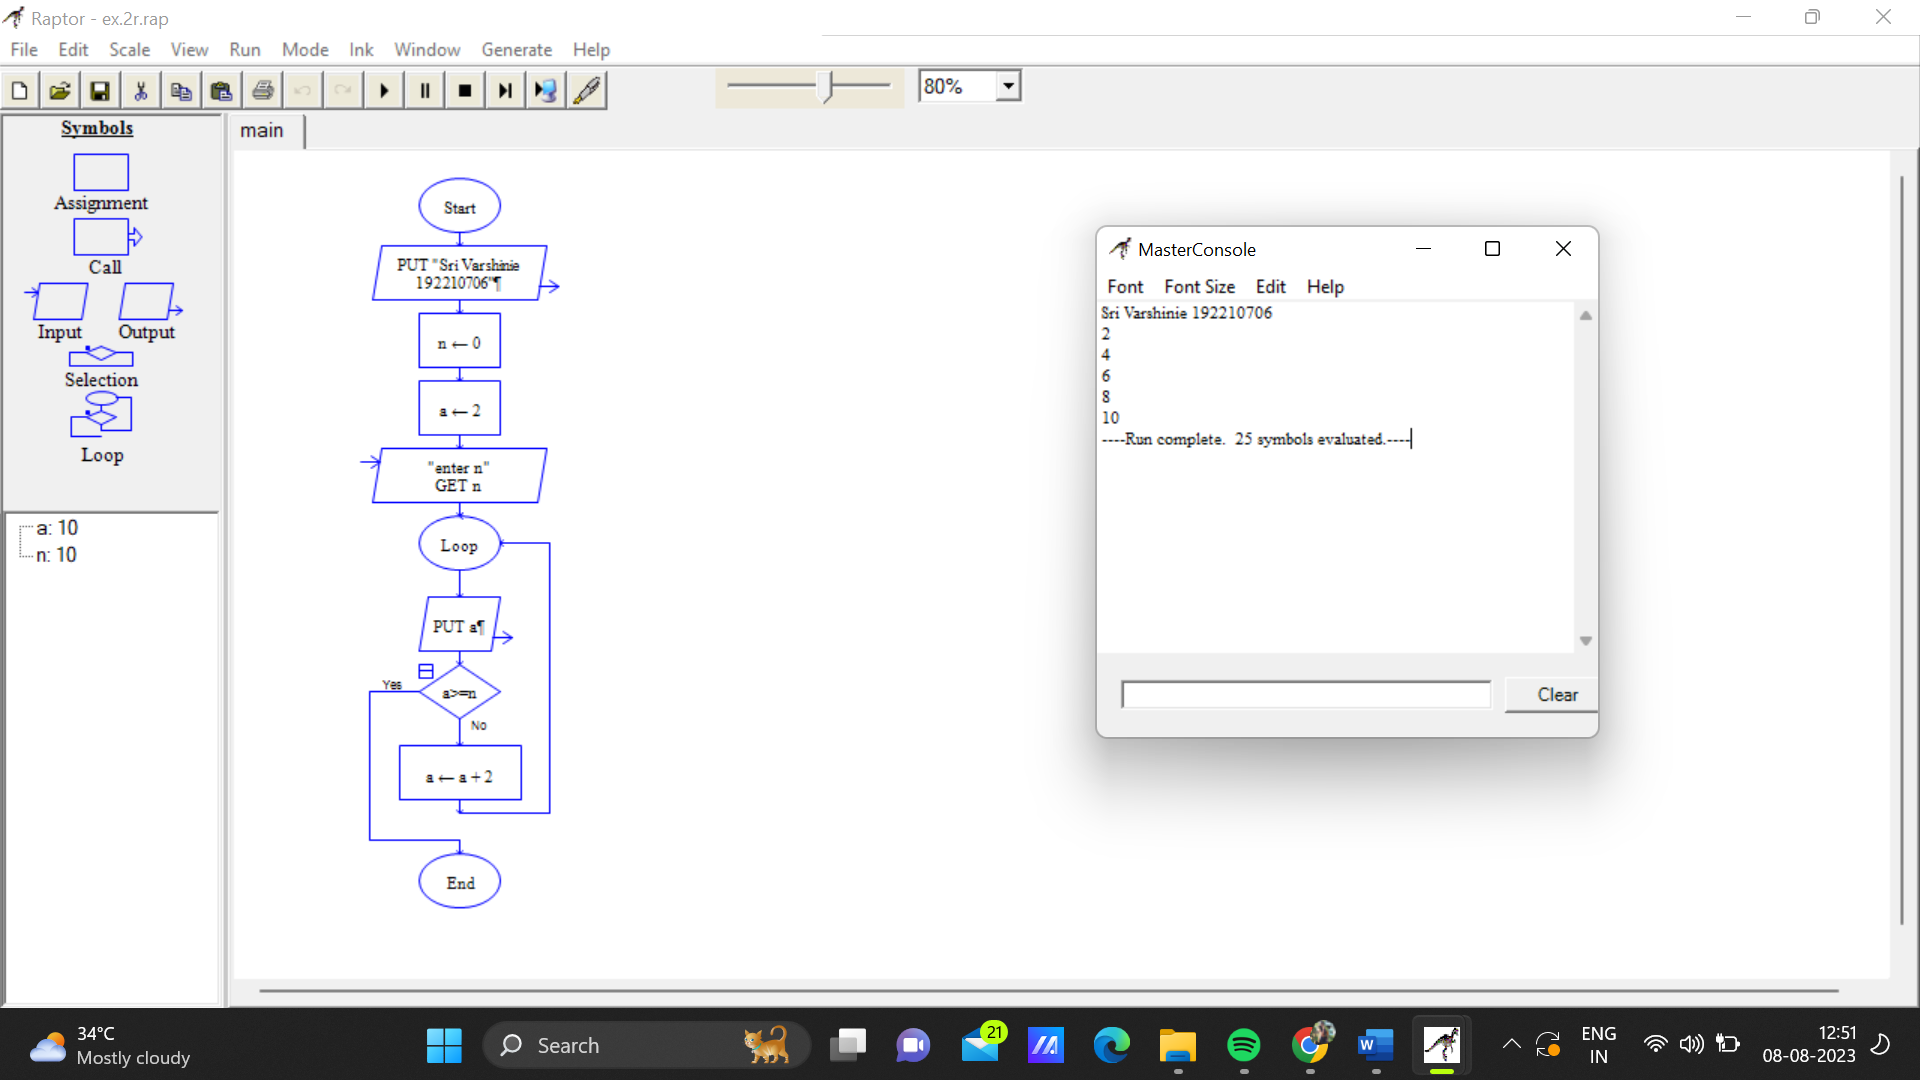 Raptor - ex.2r.rap
File Edit Scale View Run Mode Ink Window Generate Help
80%
Symbols
Assignment
Call
Input Output
Selection
Loop
a: 10
n: 10
main
Start
PUT "Sri Varshinie
192210706"¶
n ← 0
a ← 2
"enter n"
GET n
Loop
PUT a¶
Yes
a>=n
No
a ← a + 2
End
MasterConsole
Font Font Size Edit Help
Sri Varshinie 192210706
2
4
6
8
10
----Run complete.  25 symbols evaluated.----
Clear
34°C
Mostly cloudy
Search
21
W
ENG
IN
12:51
08-08-2023